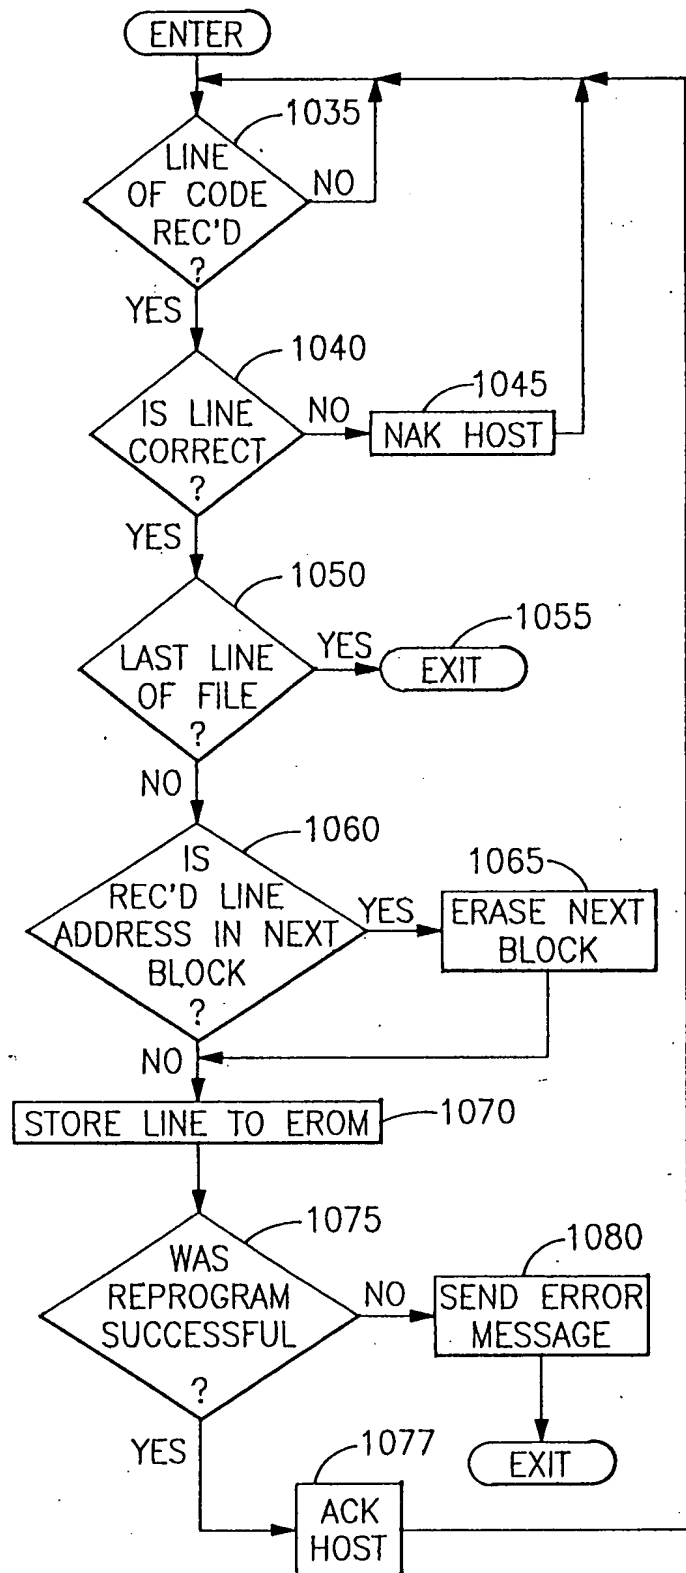 ENTER
1035
LINE
OF CODE
REC'D
?
NO
YES
1040
IS LINE
CORRECT
?
NO
1045
NAK HOST
YES
1050
LAST LINE
OF FILE
?
YES
1055
EXIT
NO
1060
IS
REC'D LINE
ADDRESS IN NEXT
BLOCK
?
YES
1065
ERASE NEXT
BLOCK
NO
STORE LINE TO EROM
1070
1075
WAS
REPROGRAM
SUCCESSFUL
?
NO
1080
SEND ERROR
MESSAGE
EXIT
YES
1077
ACK
HOST